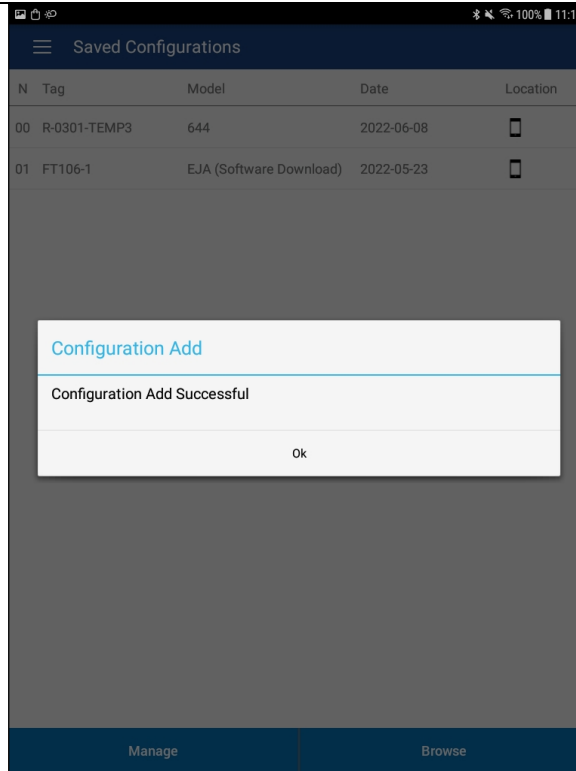 100% 11:1
Saved Configurations
N Tag Model Date Location
00 R-0301-TEMP3 644 2022-06-08
01 FT106-1 EJA (Software Download) 2022-05-23
Configuration Add
Configuration Add Successful
Ok
Manage Browse